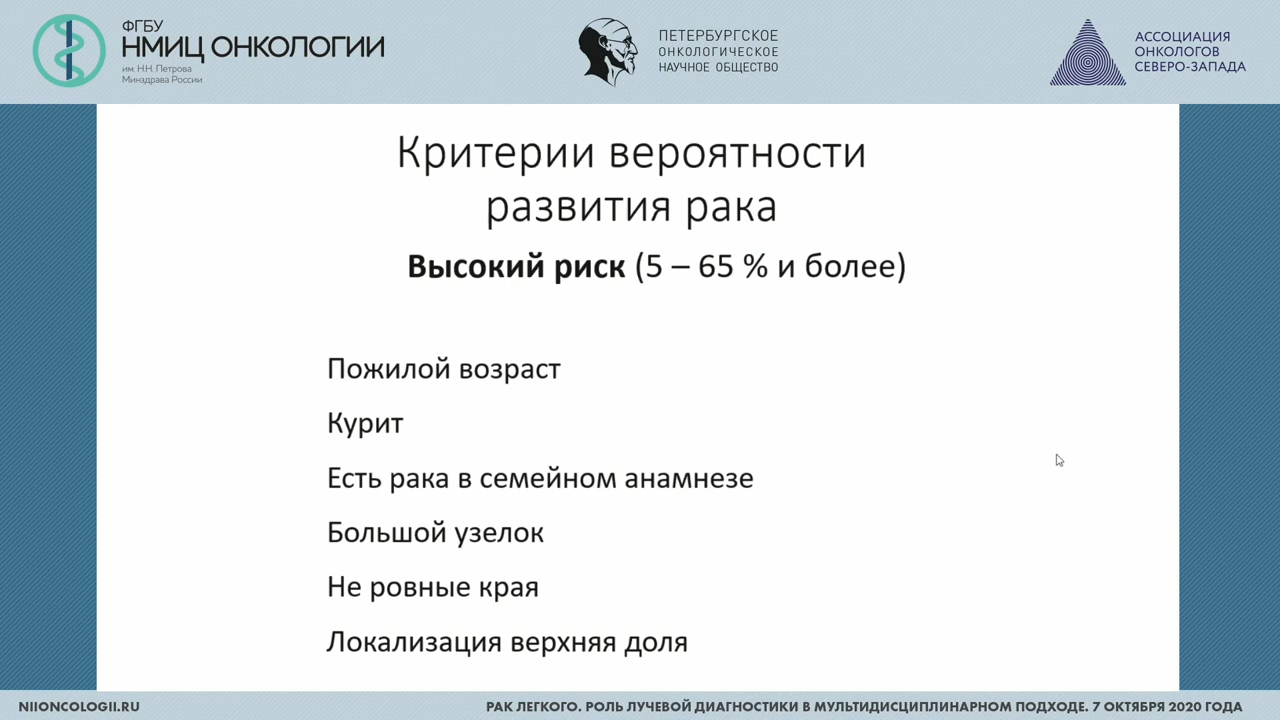 ФГБУ
НМИЦ ОНКОЛОГИИ
им. Н.Н. Петрова
Минздрава России
ПЕТЕРБУРГСКОЕ
ОНКОЛОГИЧЕСКОЕ
НАУЧНОЕ ОБЩЕСТВО
АССОЦИАЦИЯ
ОНКОЛОГОВ
СЕВЕРО-ЗАПАДА
Критерии вероятности
развития рака
Высокий риск (5 – 65 % и более)
Пожилой возраст
Курит
Есть рака в семейном анамнезе
Большой узелок
Не ровные края
Локализация верхняя доля
NIIONCOLOGII.RU
РАК ЛЕГКОГО. РОЛЬ ЛУЧЕВОЙ ДИАГНОСТИКИ В МУЛЬТИДИСЦИПЛИНАРНОМ ПОДХОДЕ. 7 ОКТЯБРЯ 2020 ГОДА